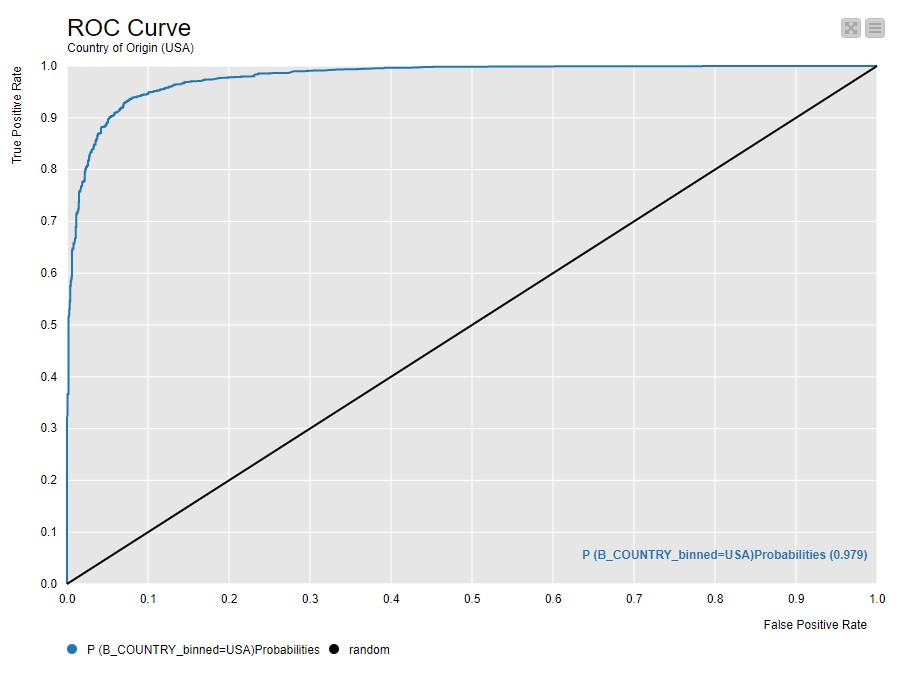 ROC Curve
Country of Origin (USA)
True Positive Rate
1.0
0.9
0.8
0.7
0.6
0.5
0.4
0.3
0.2
0.1
0.0
P (B_COUNTRY_binned=USA)Probabilities (0.979)
0.0 0.1 0.2 0.3 0.4 0.5 0.6 0.7 0.8 0.9 1.0
False Positive Rate
P (B_COUNTRY_binned=USA)Probabilities random